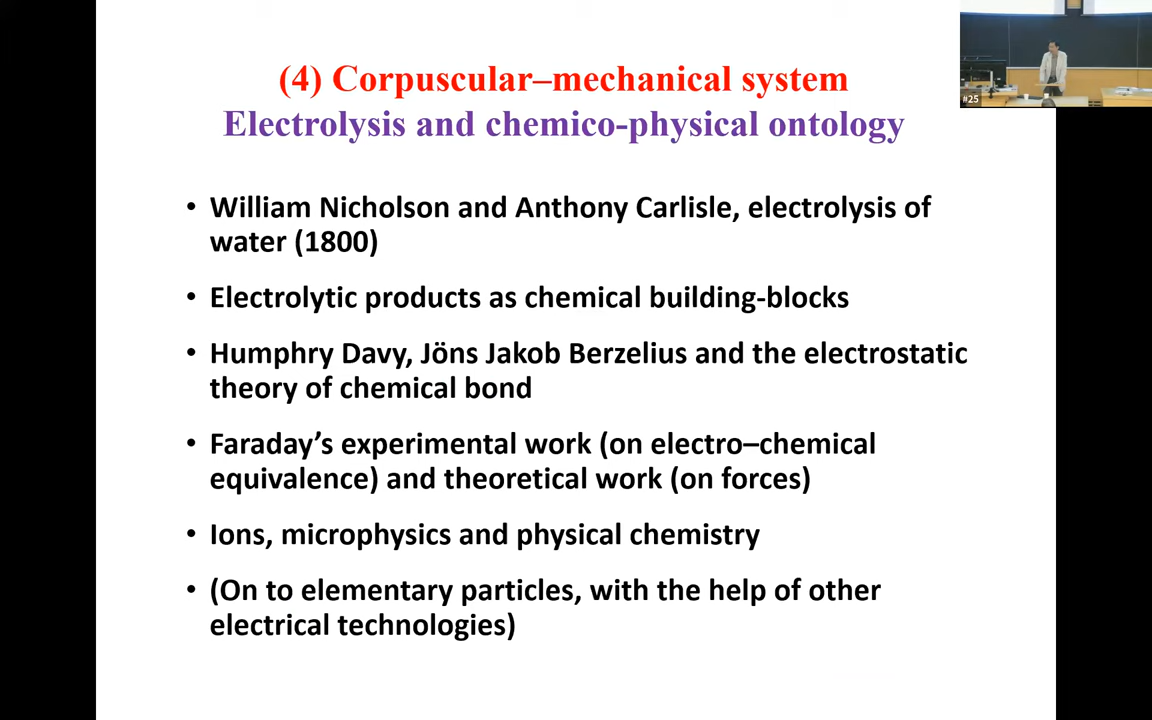 (4) Corpuscular–mechanical system
Electrolysis and chemico-physical ontology
• William Nicholson and Anthony Carlisle, electrolysis of
water (1800)
• Electrolytic products as chemical building-blocks
• Humphry Davy, Jöns Jakob Berzelius and the electrostatic
theory of chemical bond
• Faraday’s experimental work (on electro–chemical
equivalence) and theoretical work (on forces)
• Ions, microphysics and physical chemistry
• (On to elementary particles, with the help of other
electrical technologies)
#25